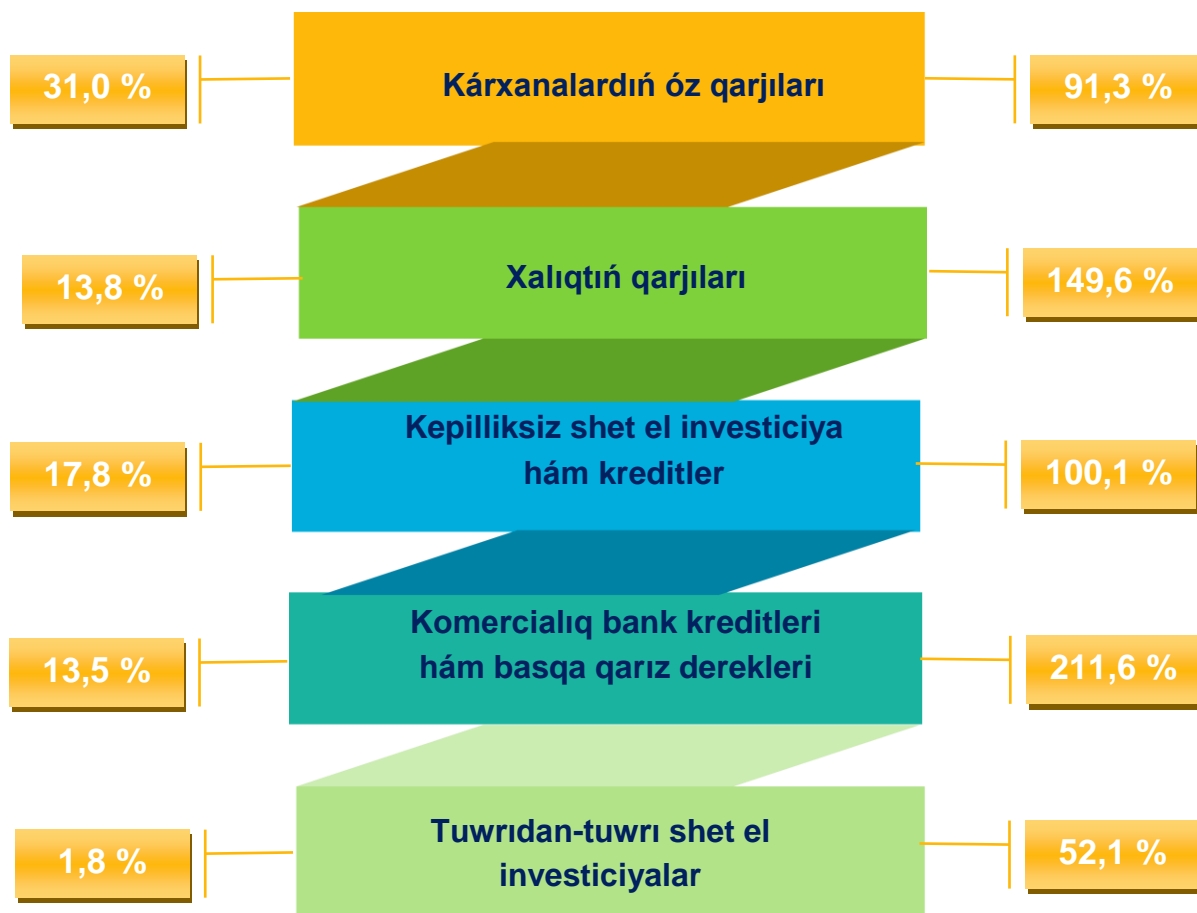 31,0 %
Kárxanalardıń óz qarjıları
91,3 %
13,8 %
Xalıqtıń qarjıları
149,6 %
17,8 %
Kepilliksiz shet el investiciya
hám kreditler
100,1 %
13,5 %
Komercialıq bank kreditleri
hám basqa qarız derekleri
211,6 %
1,8 %
Tuwrıdan-tuwrı shet el
investiciyalar
52,1 %